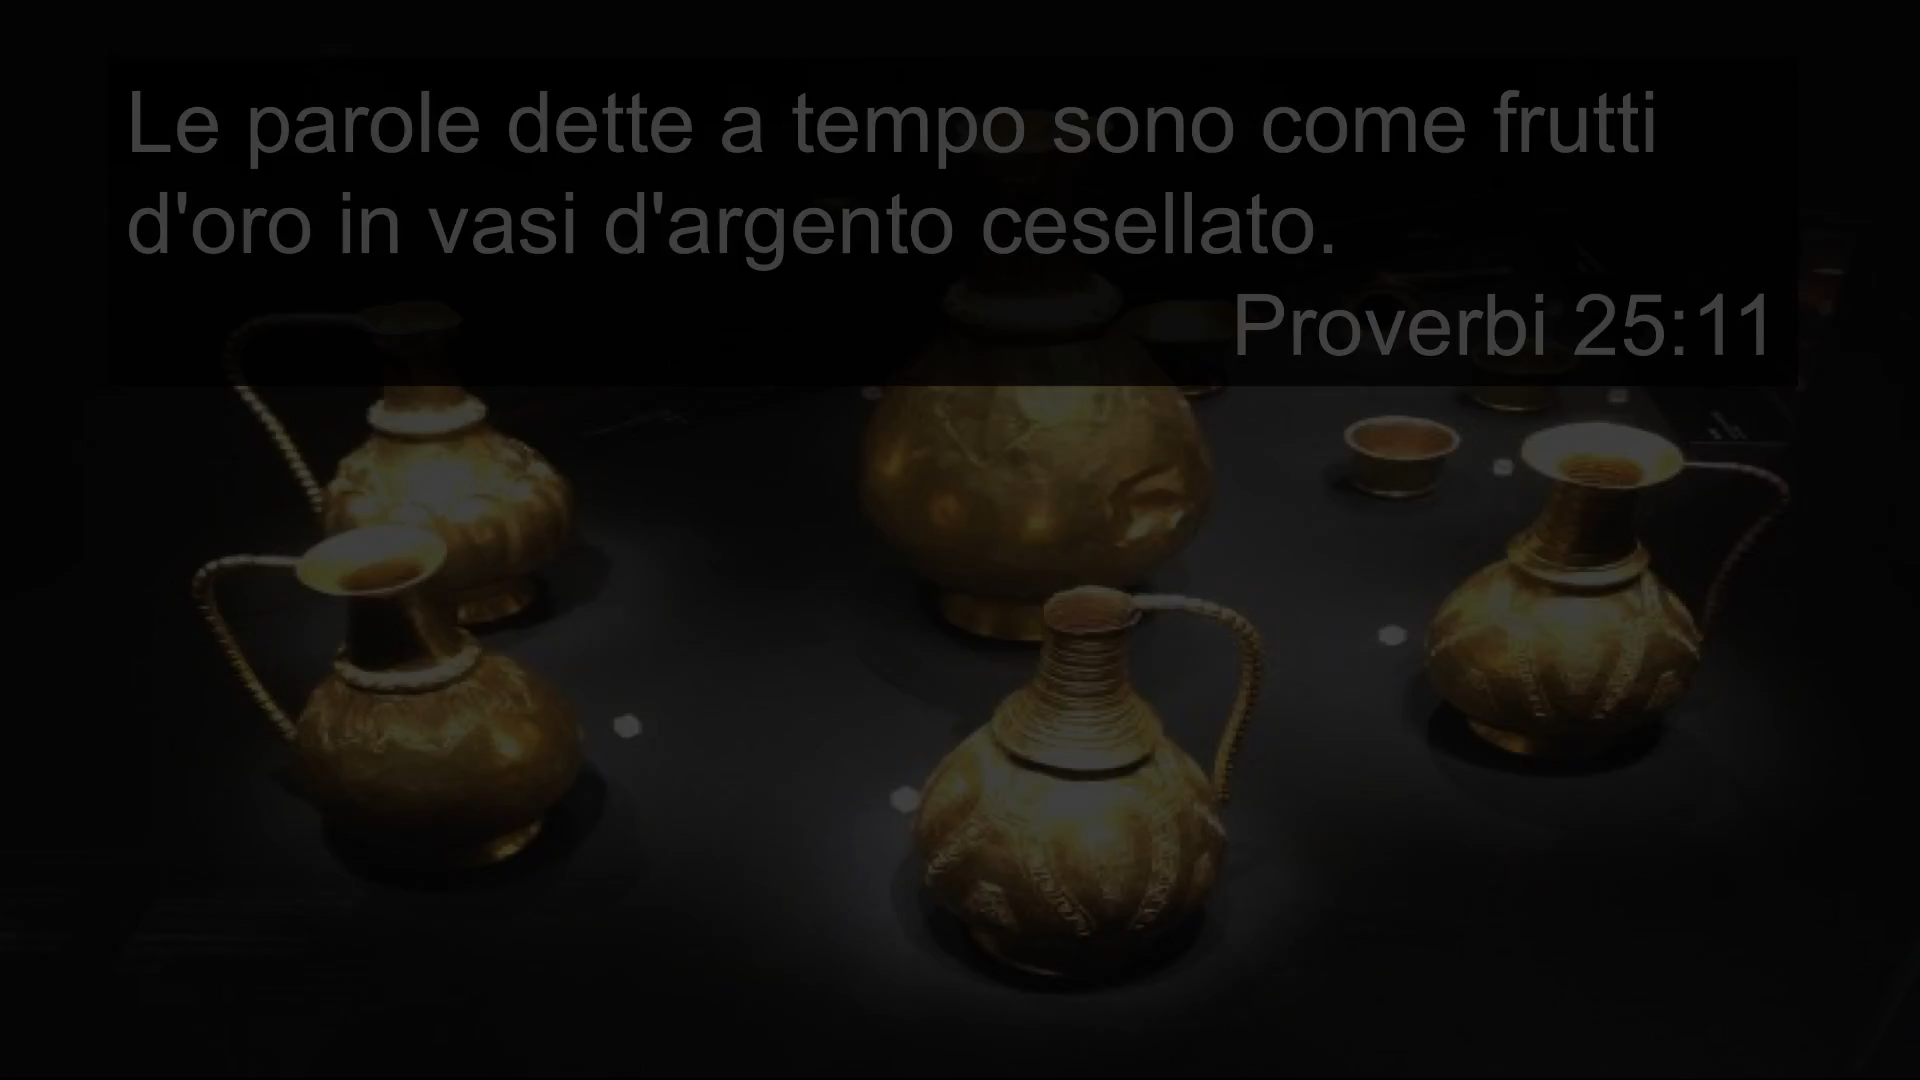 Le parole dette a tempo sono come frutti
d'oro in vasi d'argento cesellato.
Proverbi 25:11